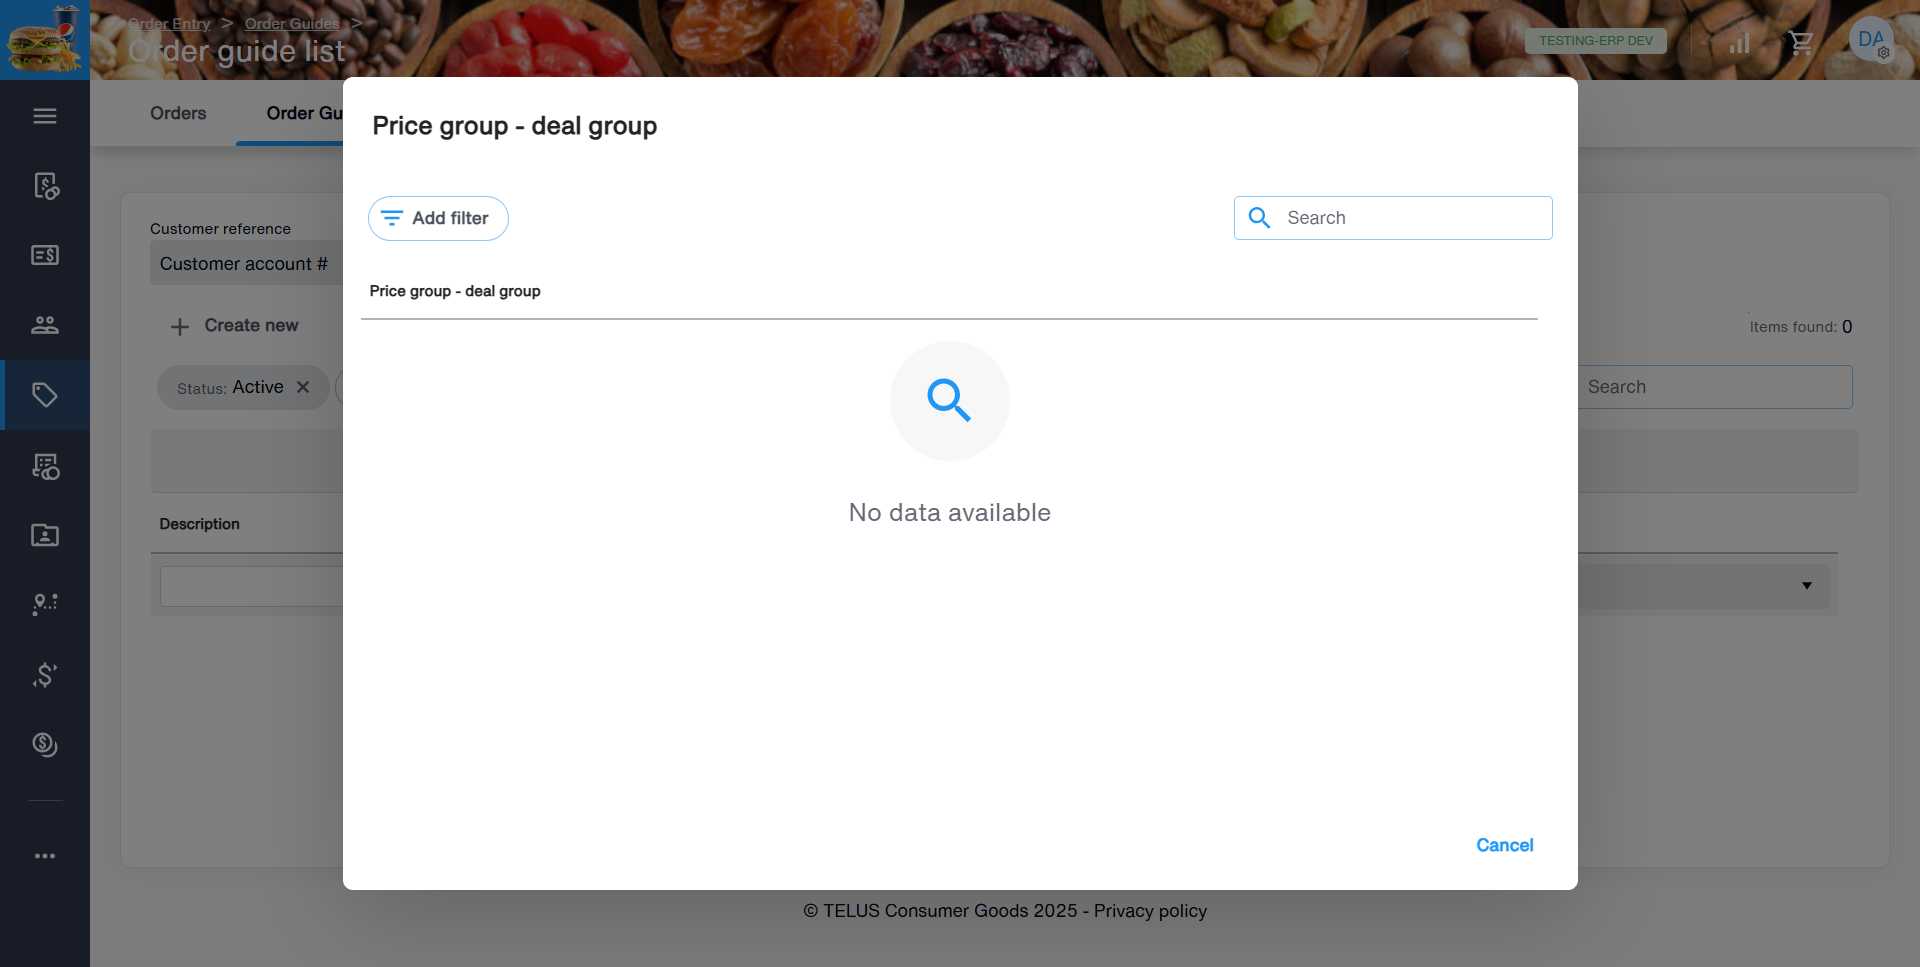 Order Entry > Order Guides >
Order guide list
TESTING-ERP DEV
DA
Orders
Order Gu
Price group - deal group
Customer reference
Customer account #
Add filter
Search
Price group - deal group
Create new
Items found: 0
Status: Active
Search
No data available
Description
Cancel
© TELUS Consumer Goods 2025 - Privacy policy